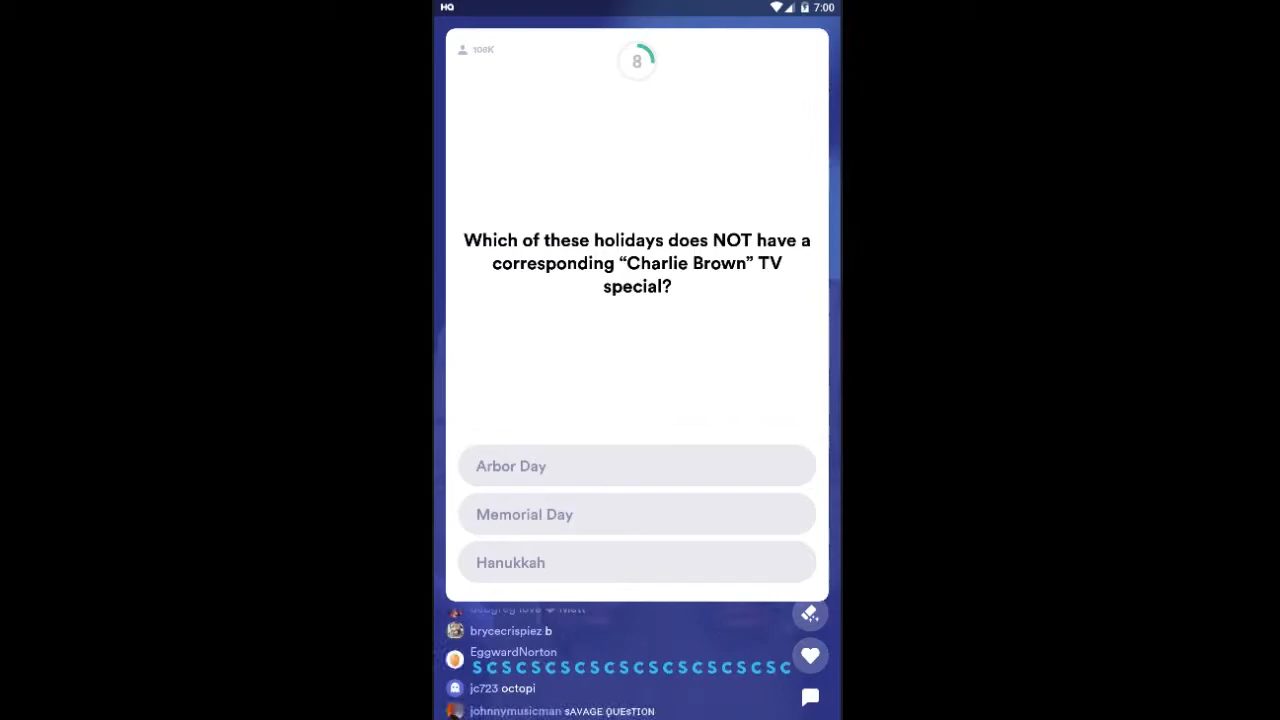 HQ
7:00
106K
8
Which of these holidays does NOT have a
corresponding “Charlie Brown” TV
special?
Arbor Day
Memorial Day
Hanukkah
brycecrispiez b
EggwardNorton
S C S C S C S C S C S C S C S C S C S C S C S C
jc723 octopi
johnnymusicman sAVAGE QUEsTION